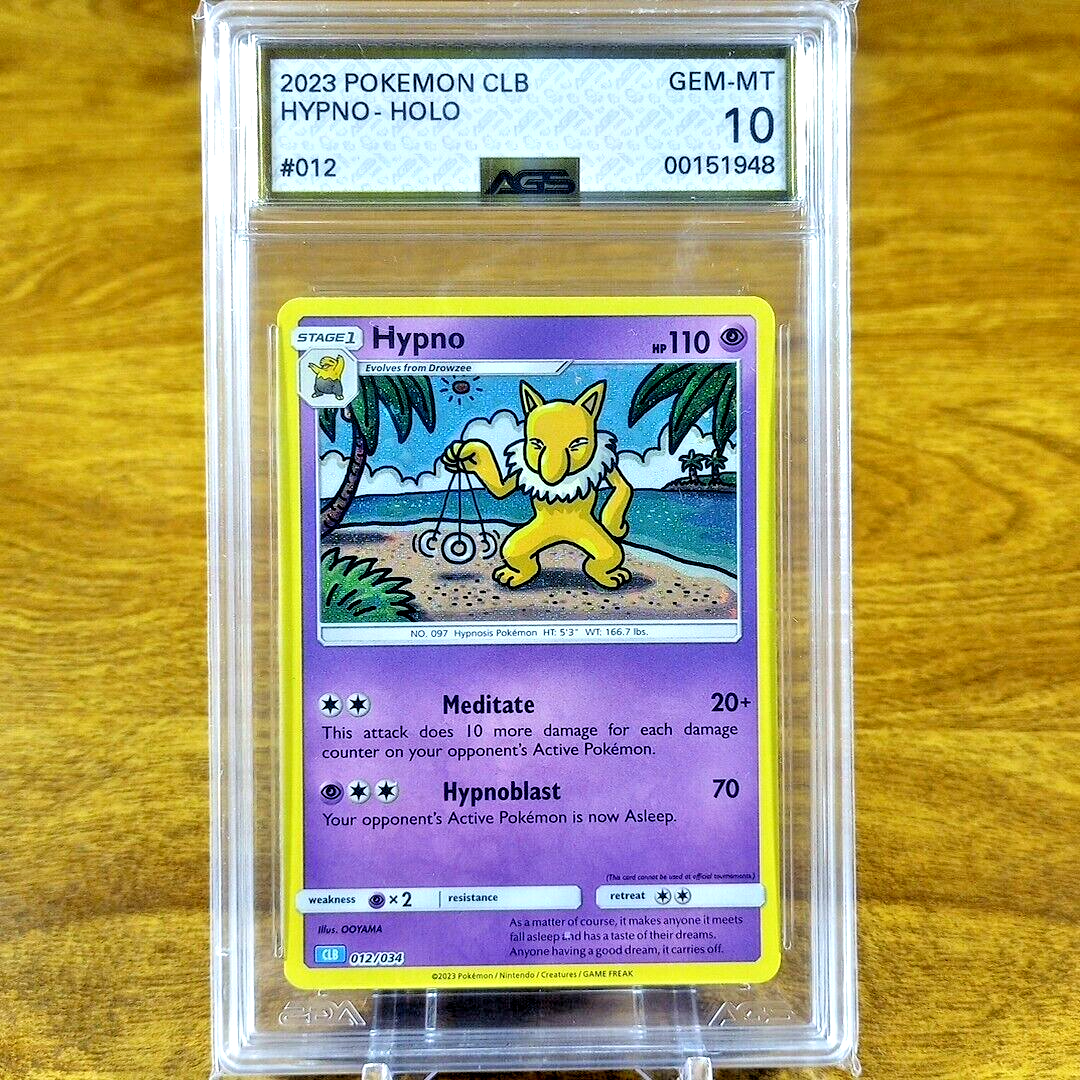 2023 POKEMON CLB
GEM-MT
HYPNO - HOLO
10
#012
AGS
00151948
STAGE 1
Hypno
HP 110
Evolves from Drowzee
NO. 097 Hypnosis Pokémon HT: 5'3" WT: 166.7 lbs.
Meditate 20+
This attack does 10 more damage for each damage
counter on your opponent's Active Pokémon.
Hypnoblast 70
Your opponent's Active Pokémon is now Asleep.
(This card cannot be used at official tournaments.)
weakness ×2 resistance retreat
Illus. OOYAMA
As a matter of course, it makes anyone it meets
fall asleep and has a taste of their dreams.
Anyone having a good dream, it carries off.
CLB 012/034
©2023 Pokémon / Nintendo / Creatures / GAME FREAK
AGS